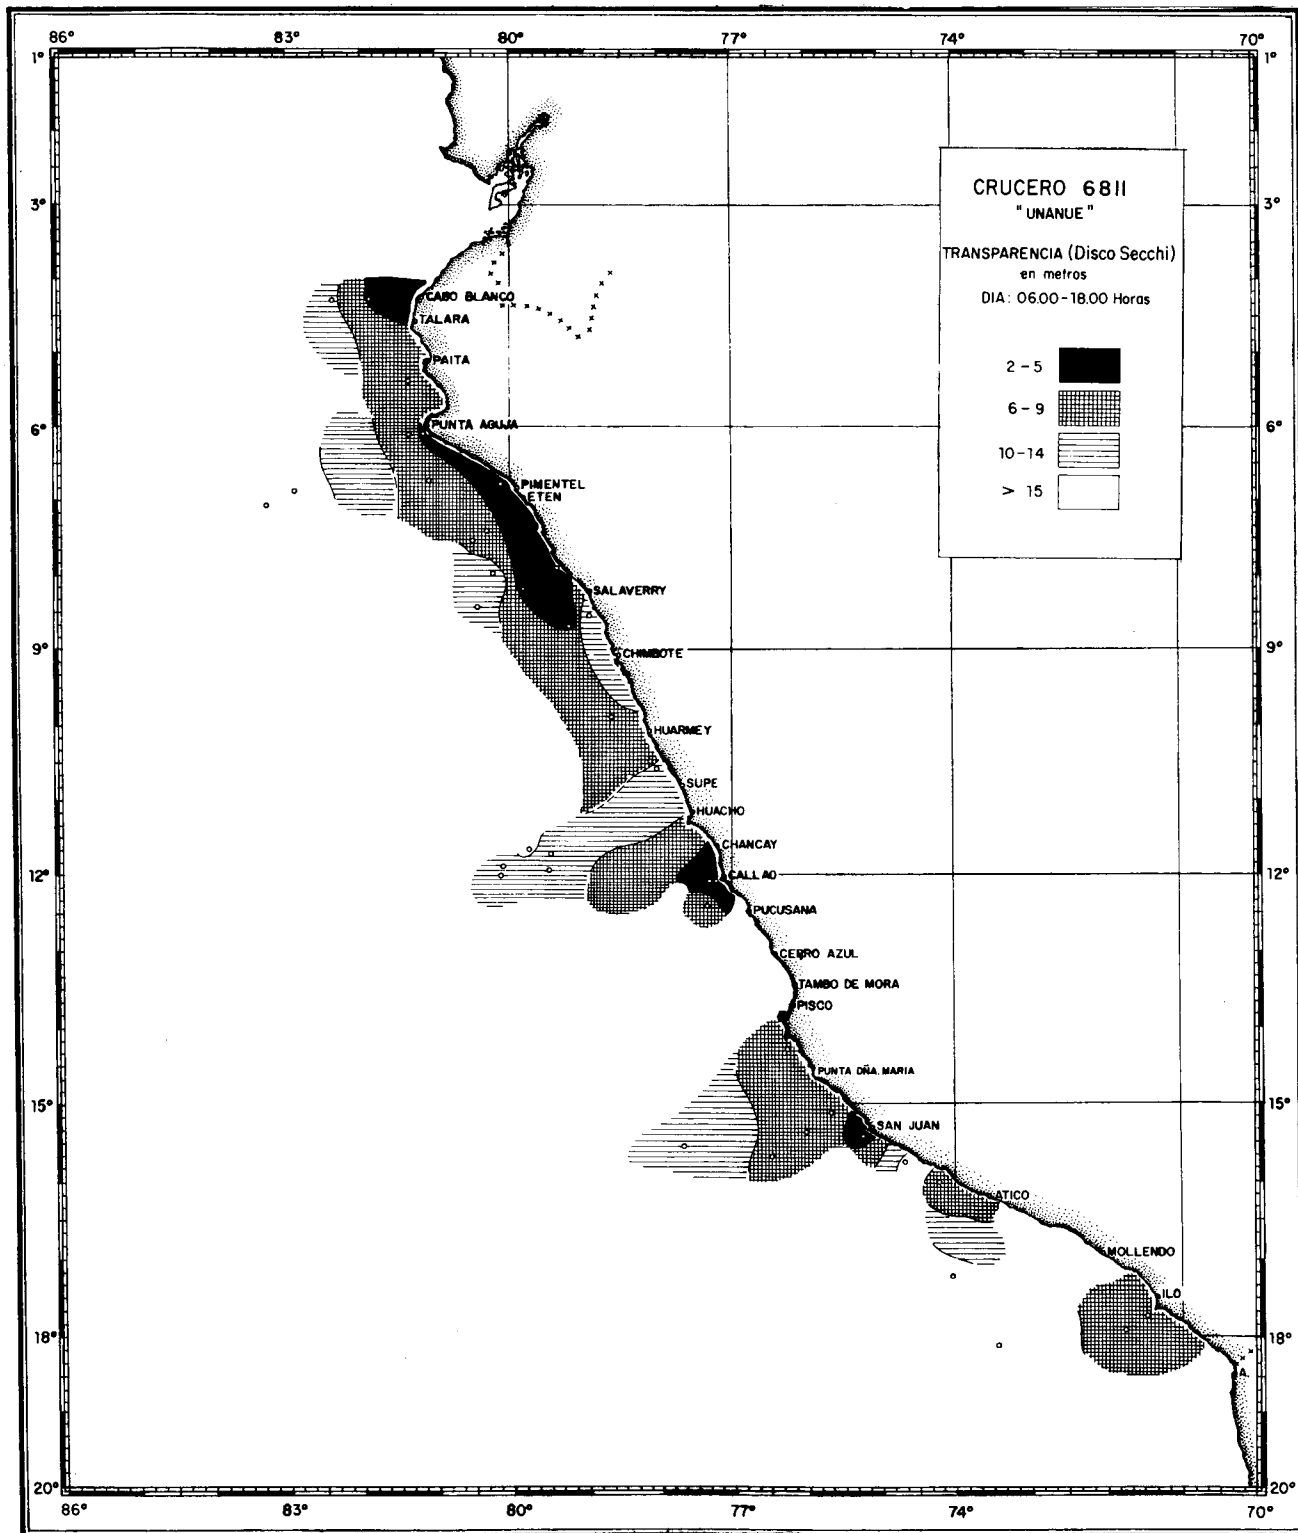 86° 83° 80° 77° 74° 70°
1° 1°
CRUCERO 6811
"UNANUE"
3° 3°
TRANSPARENCIA (Disco Secchi)
en metros
DIA: 06.00-18.00 Horas
CABO BLANCO
TALARA
PAITA
2-5
6-9
10-14
> 15
6° 6°
PUNTA AGUJA
PIMENTEL
ETEN
SALAVERRY
9° 9°
CHIMBOTE
HUARMEY
SUPE
HUACHO
CHANCAY
12° 12°
CALLAO
PUCUSANA
CERRO AZUL
TAMBO DE MORA
PISCO
PUNTA DÑA. MARIA
15° 15°
SAN JUAN
ATICO
MOLLENDO
ILO
18° 18°
A.
20° 20°
86° 83° 80° 77° 74° 70°